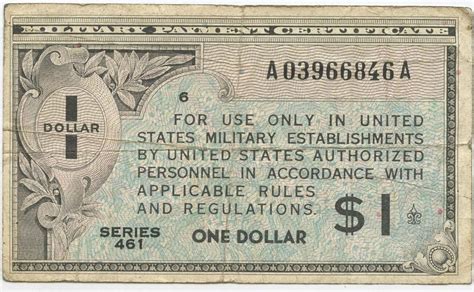 MILITARY PAYMENT CERTIFICATE
A03966846A
6
1
DOLLAR
FOR USE ONLY IN UNITED
STATES MILITARY ESTABLISHMENTS
BY UNITED STATES AUTHORIZED
PERSONNEL IN ACCORDANCE WITH
APPLICABLE RULES
AND REGULATIONS.
SERIES
461
ONE DOLLAR
$1